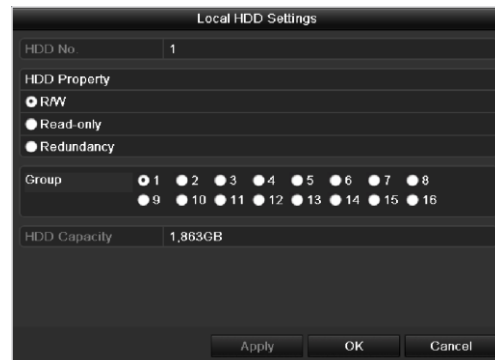 Local HDD Settings
HDD No. 1
HDD Property
R/W
Read-only
Redundancy
Group 1 2 3 4 5 6 7 8
9 10 11 12 13 14 15 16
HDD Capacity 1,863GB
Apply OK Cancel